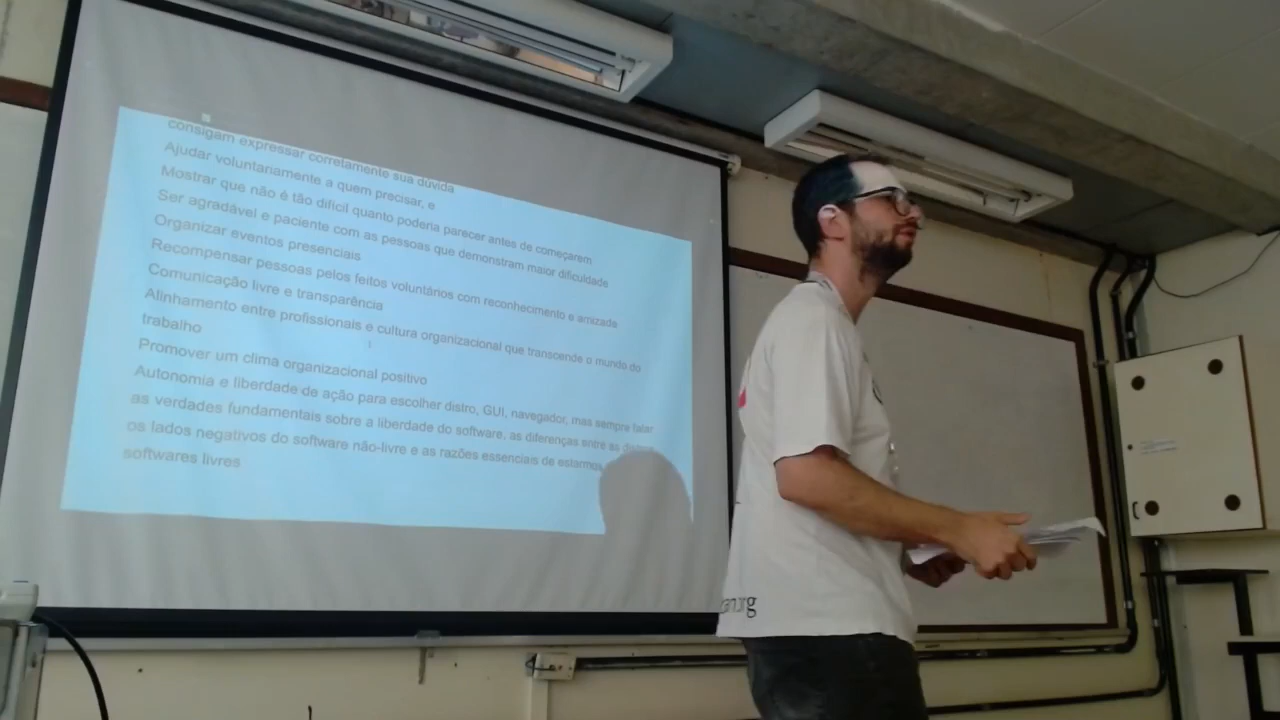 consigam expressar corretamente sua dúvida
Ajudar voluntariamente a quem precisar, e
Mostrar que não é tão difícil quanto poderia parecer antes de começarem
Ser agradável e paciente com as pessoas que demonstram maior dificuldade
Organizar eventos presenciais
Recompensar pessoas pelos feitos voluntários com reconhecimento e amizade
Comunicação livre e transparência
Alinhamento entre profissionais e cultura organizacional que transcende o mundo do
trabalho
Promover um clima organizacional positivo
Autonomia e liberdade de ação para escolher distro, GUI, navegador, mas sempre falar
as verdades fundamentais sobre a liberdade do software, as diferenças entre as
os lados negativos do software não-livre e as razões essenciais de estarmos
softwares livres